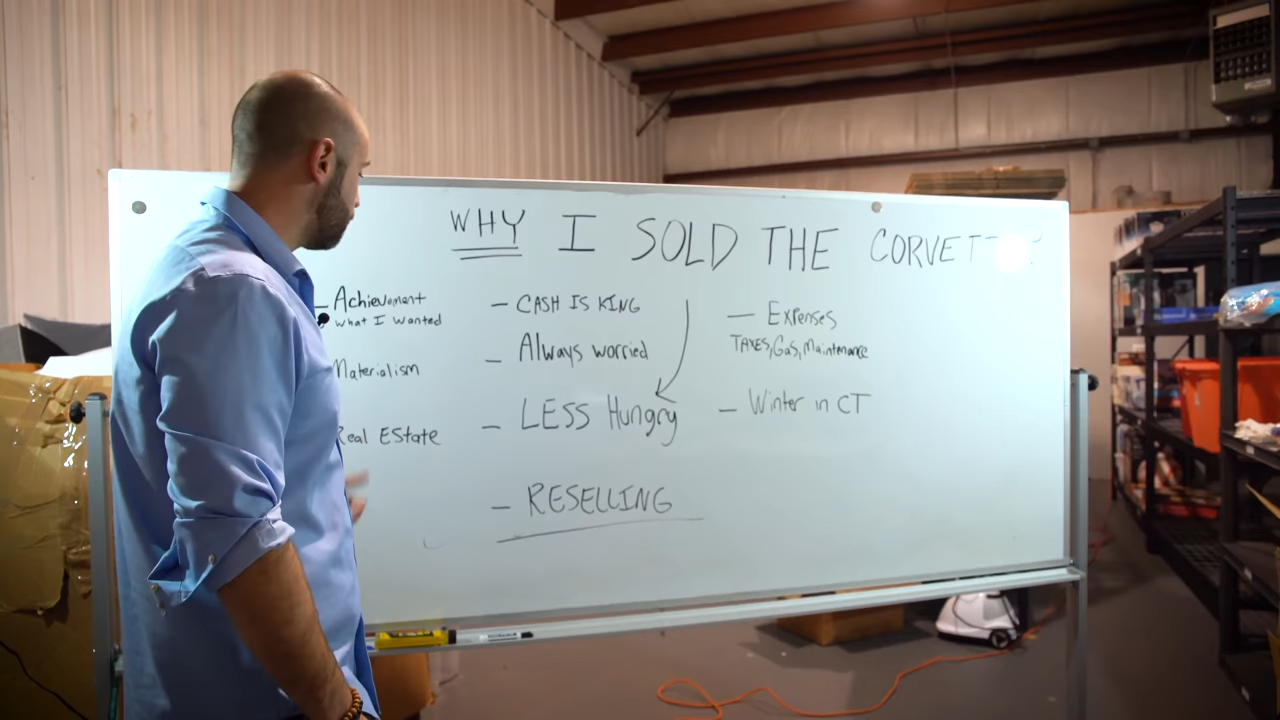 WHY I SOLD THE CORVETTE?
– Achievement
what I wanted
Materialism
Real EState
– CASH IS KING
– Always worried
– LESS Hungry
– RESELLING
– Expenses
TAXES, Gas, Maintenance
– Winter in CT